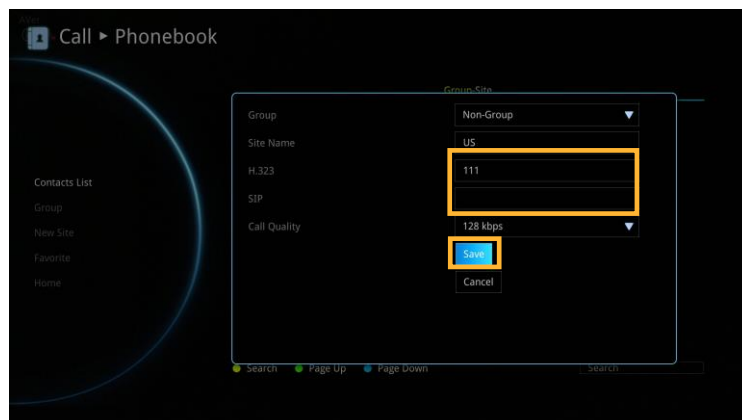 AVer
Call ► Phonebook
Group-Site
Group
Non-Group
Site Name
US
H.323
111
SIP
Call Quality
128 kbps
Save
Cancel
Contacts List
Group
New Site
Favorite
Home
Search
Page Up
Page Down
Search